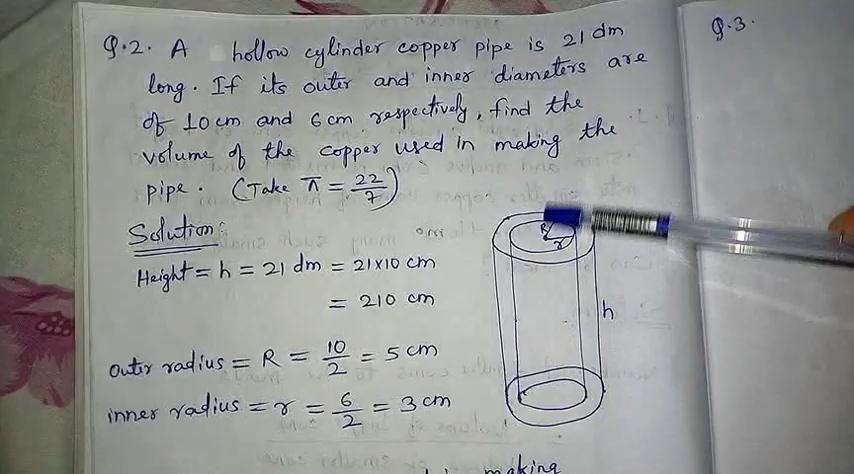 Q.2. A hollow cylinder copper pipe is 21 dm
long. If its outer and inner diameters are
of 10 cm and 6 cm respectively, find the
volume of the copper used in making the
pipe. (Take π = 22/7)
Solution:
Height = h = 21 dm = 21×10 cm
= 210 cm
outer radius = R = 10/2 = 5 cm
inner radius = r = 6/2 = 3 cm
making
R
r
h
Q.3.